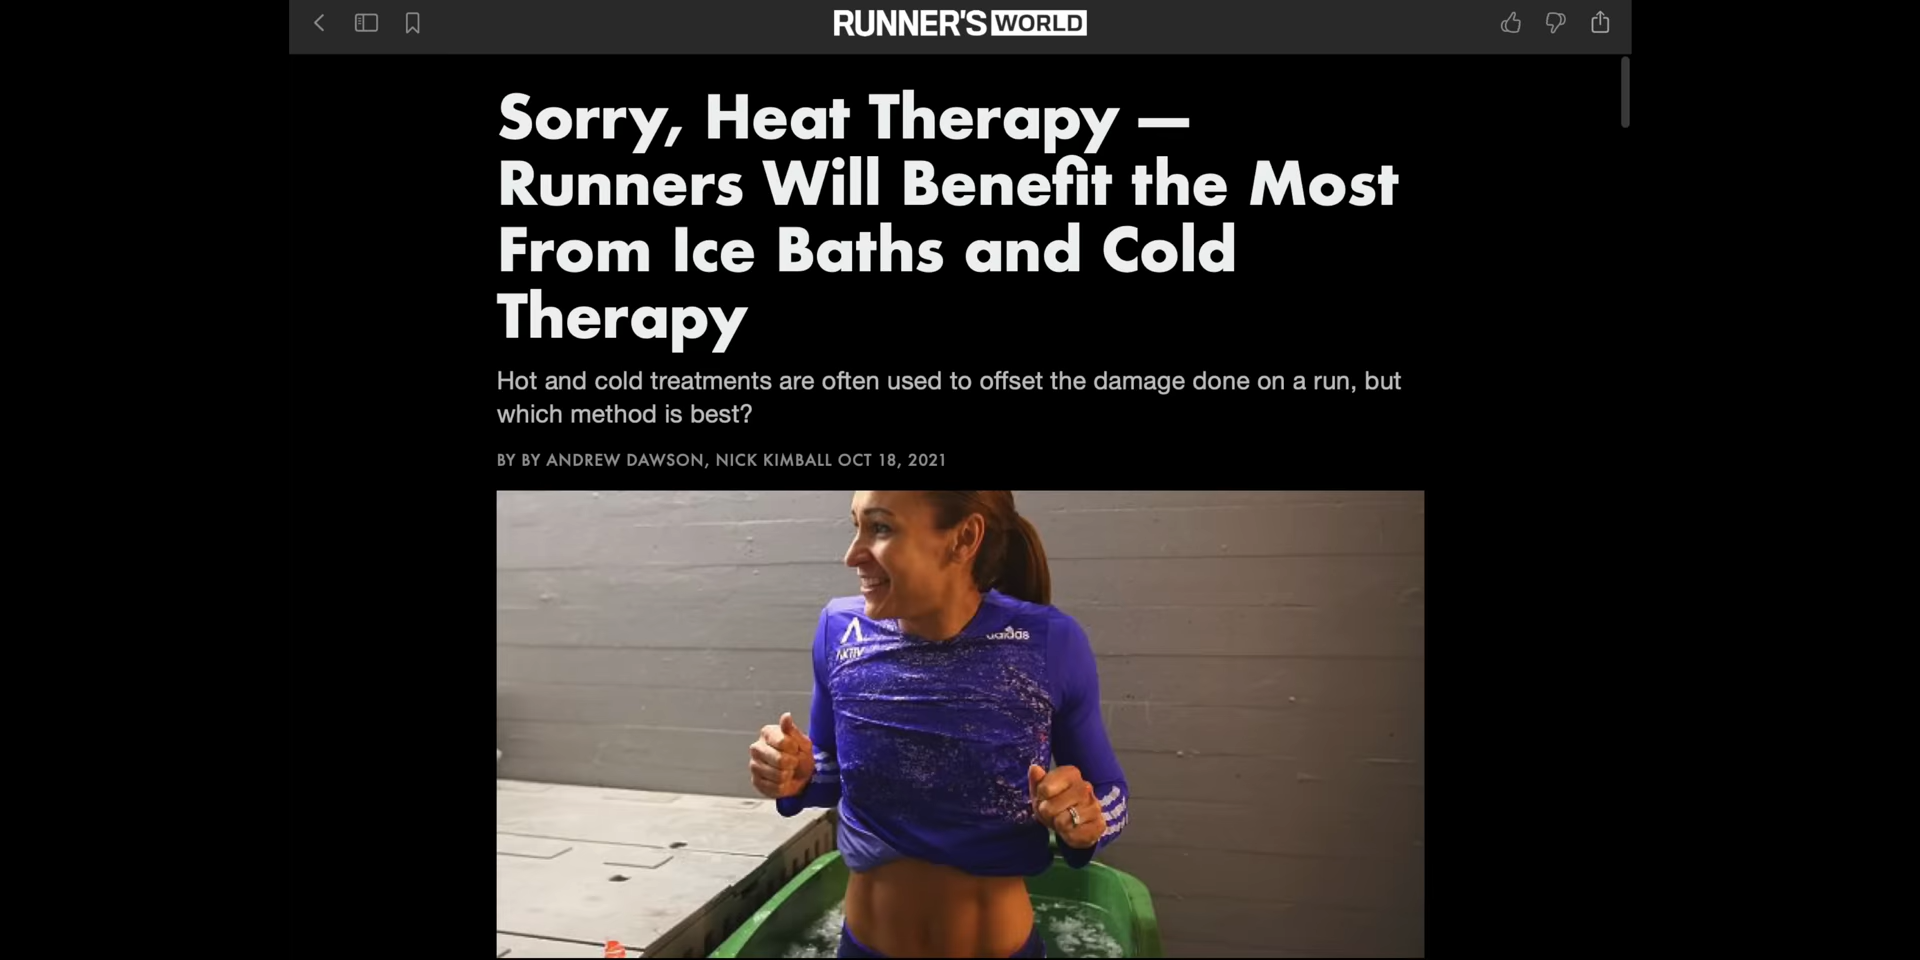 RUNNER'S WORLD
Sorry, Heat Therapy —
Runners Will Benefit the Most
From Ice Baths and Cold
Therapy
Hot and cold treatments are often used to offset the damage done on a run, but
which method is best?
BY BY ANDREW DAWSON, NICK KIMBALL OCT 18, 2021
adidas
AKTIV